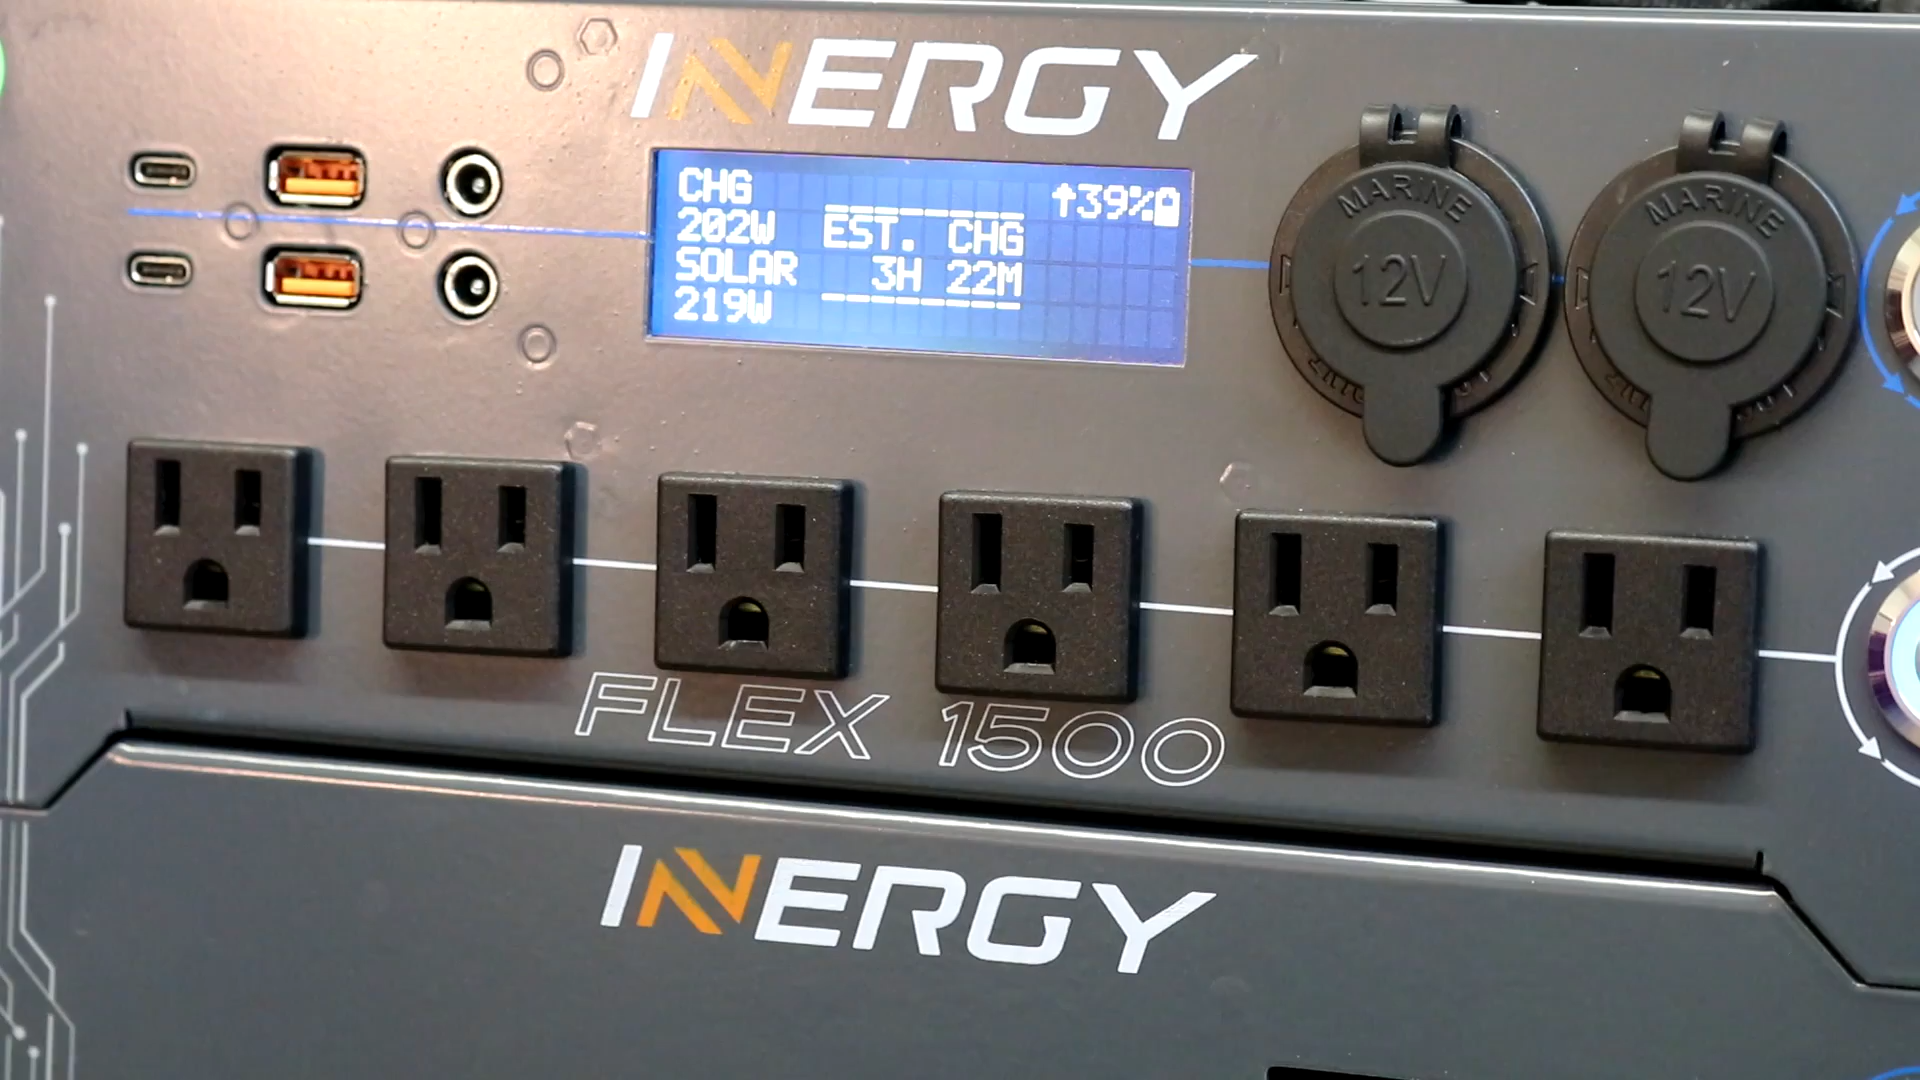 INERGY
CHG
202W
SOLAR
219W
EST. CHG
3H 22M
↑39%
MARINE
12V
MARINE
12V
FLEX 1500
INERGY